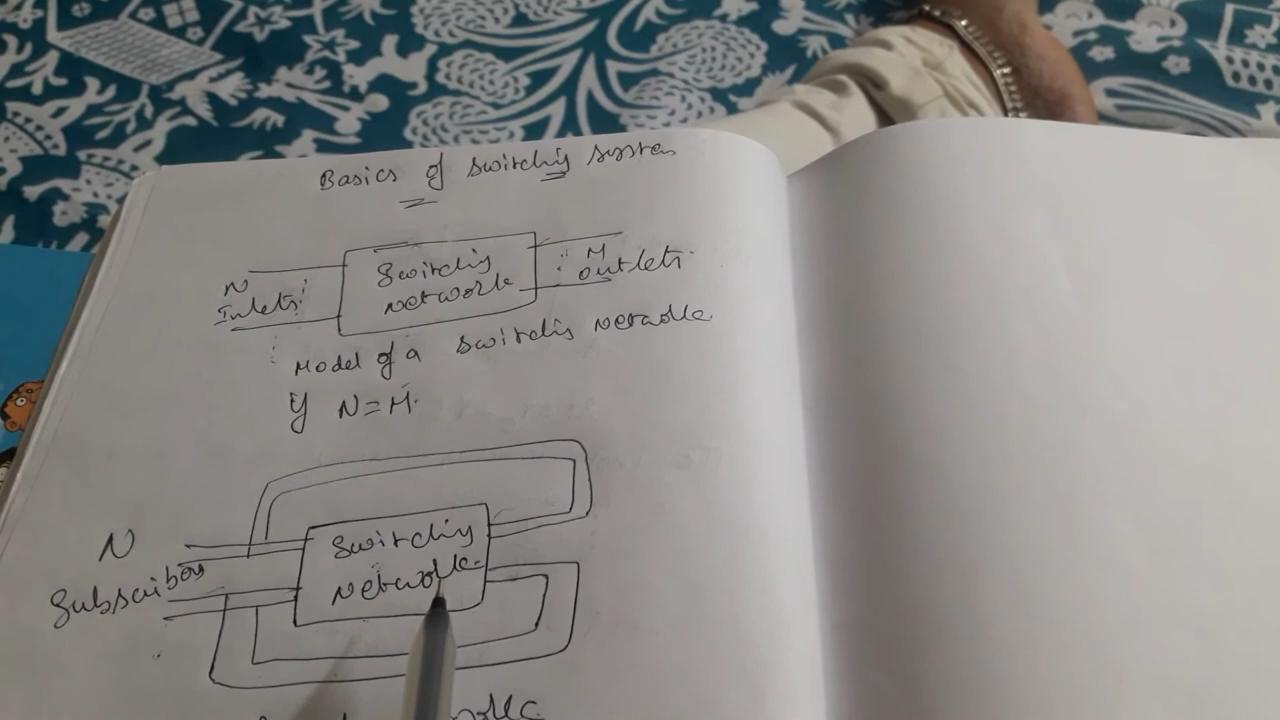 Basics of switching system
N
Inlets
Switching
network
M
outlets
Model of a switching network
If N=M.
N
Subscribers
Switching
Network